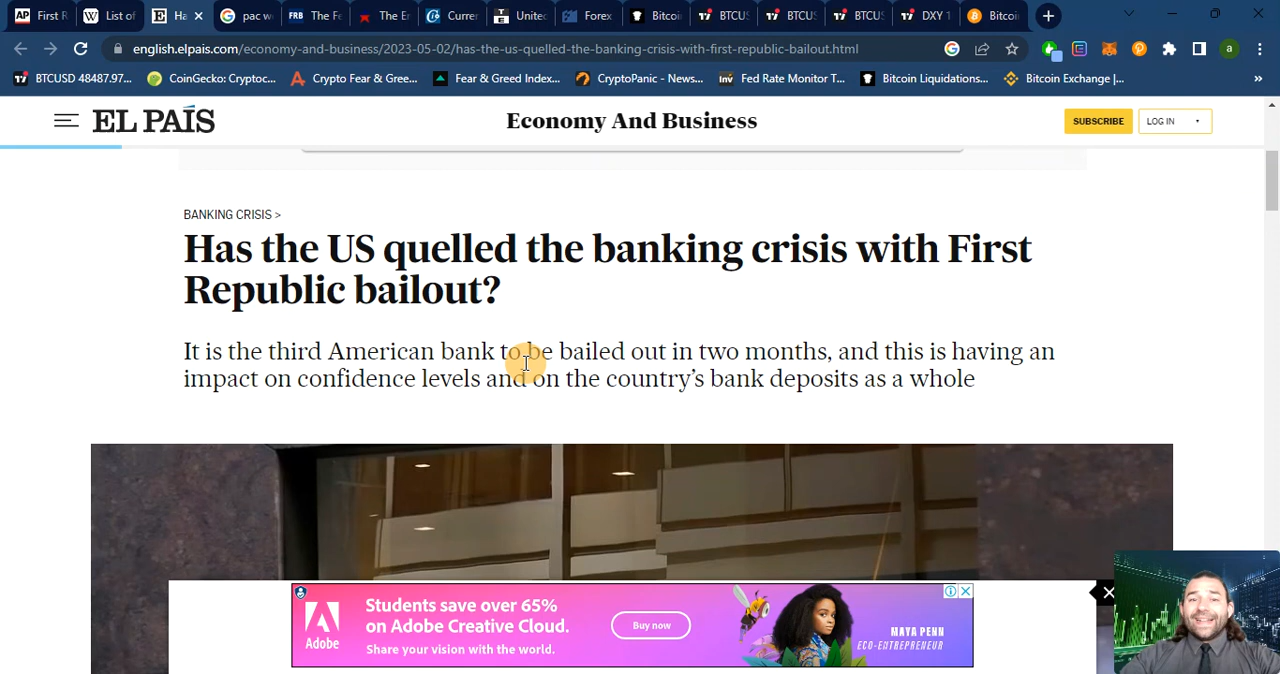 First R
List of
Ha
pac w
FRB The Fe
The Er
Currer
Unitec
Forex
Bitcoi
BTCUS
BTCUS
BTCUS
DXY 1
Bitcoi
english.elpais.com/economy-and-business/2023-05-02/has-the-us-quelled-the-banking-crisis-with-first-republic-bailout.html
BTCUSD 48487.97...
CoinGecko: Cryptoc...
Crypto Fear & Gree...
Fear & Greed Index...
CryptoPanic - News...
Fed Rate Monitor T...
Bitcoin Liquidations...
Bitcoin Exchange |...
EL PAÍS
Economy And Business
SUBSCRIBE
LOG IN
BANKING CRISIS >
Has the US quelled the banking crisis with First
Republic bailout?
It is the third American bank to be bailed out in two months, and this is having an
impact on confidence levels and on the country's bank deposits as a whole
Adobe
Students save over 65%
on Adobe Creative Cloud.
Share your vision with the world.
Buy now
MAYA PENN
ECO-ENTREPRENEUR